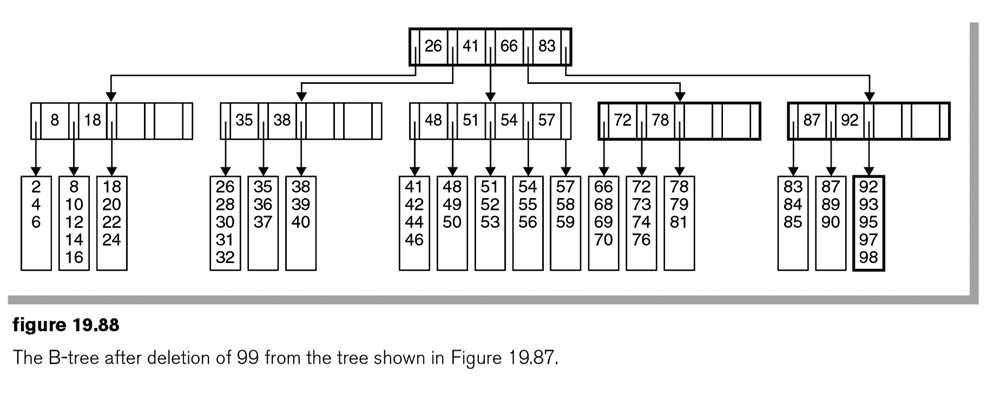 26 41 66 83
8 18 35 38 48 51 54 57 72 78 87 92
2 8 18 26 35 38 41 48 51 54 57 66 72 78 83 87 92
4 10 20 28 36 39 42 49 52 55 58 68 73 79 84 89 93
6 12 22 30 37 40 44 50 53 56 59 69 74 81 85 90 95
14 24 31 46 70 76 97
16 32 98
figure 19.88
The B-tree after deletion of 99 from the tree shown in Figure 19.87.